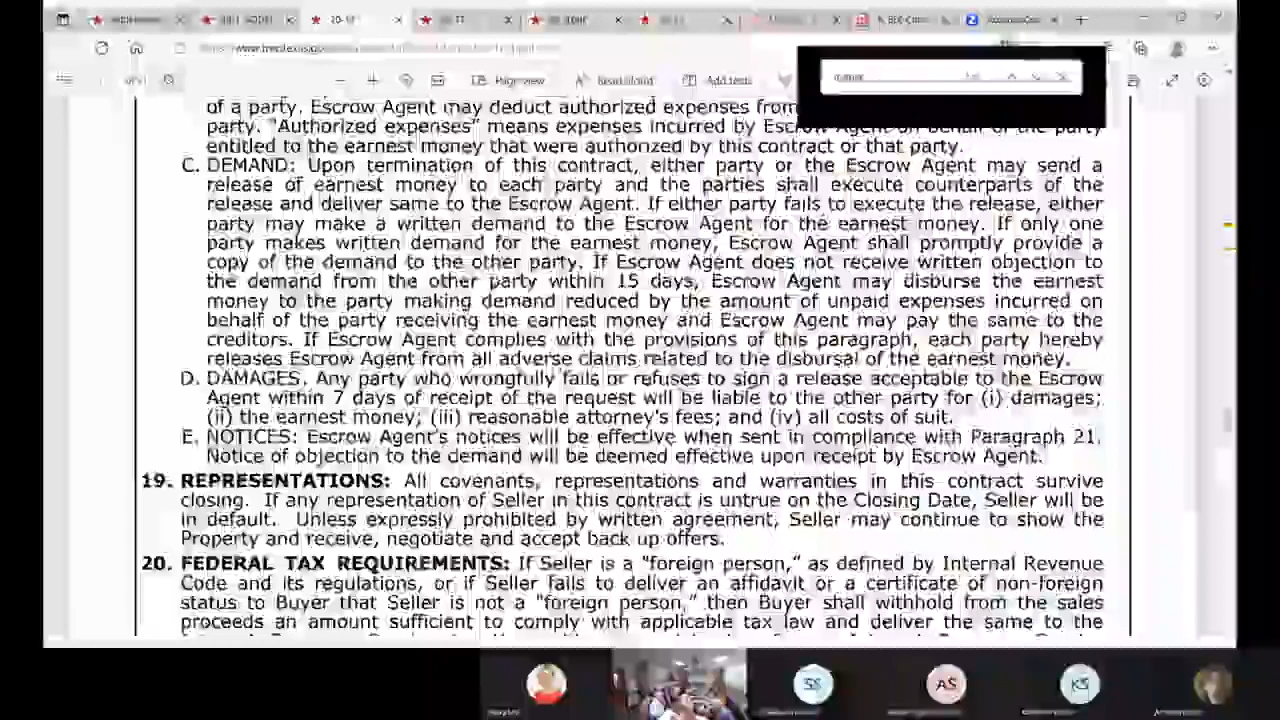 Page view
Read aloud
Add text
of a party. Escrow Agent may deduct authorized expenses from
party. "Authorized expenses" means expenses incurred by Escrow Agent on behalf of the party
entitled to the earnest money that were authorized by this contract or that party.
C. DEMAND: Upon termination of this contract, either party or the Escrow Agent may send a
release of earnest money to each party and the parties shall execute counterparts of the
release and deliver same to the Escrow Agent. If either party fails to execute the release, either
party may make a written demand to the Escrow Agent for the earnest money. If only one
party makes written demand for the earnest money, Escrow Agent shall promptly provide a
copy of the demand to the other party. If Escrow Agent does not receive written objection to
the demand from the other party within 15 days, Escrow Agent may disburse the earnest
money to the party making demand reduced by the amount of unpaid expenses incurred on
behalf of the party receiving the earnest money and Escrow Agent may pay the same to the
creditors. If Escrow Agent complies with the provisions of this paragraph, each party hereby
releases Escrow Agent from all adverse claims related to the disbursal of the earnest money.
D. DAMAGES. Any party who wrongfully fails or refuses to sign a release acceptable to the Escrow
Agent within 7 days of receipt of the request will be liable to the other party for (i) damages;
(ii) the earnest money; (iii) reasonable attorney's fees; and (iv) all costs of suit.
E. NOTICES: Escrow Agent's notices will be effective when sent in compliance with Paragraph 21.
Notice of objection to the demand will be deemed effective upon receipt by Escrow Agent.
19. REPRESENTATIONS: All covenants, representations and warranties in this contract survive
closing. If any representation of Seller in this contract is untrue on the Closing Date, Seller will be
in default. Unless expressly prohibited by written agreement, Seller may continue to show the
Property and receive, negotiate and accept back up offers.
20. FEDERAL TAX REQUIREMENTS: If Seller is a "foreign person," as defined by Internal Revenue
Code and its regulations, or if Seller fails to deliver an affidavit or a certificate of non-foreign
status to Buyer that Seller is not a "foreign person," then Buyer shall withhold from the sales
proceeds an amount sufficient to comply with applicable tax law and deliver the same to the
SS
AS
KS